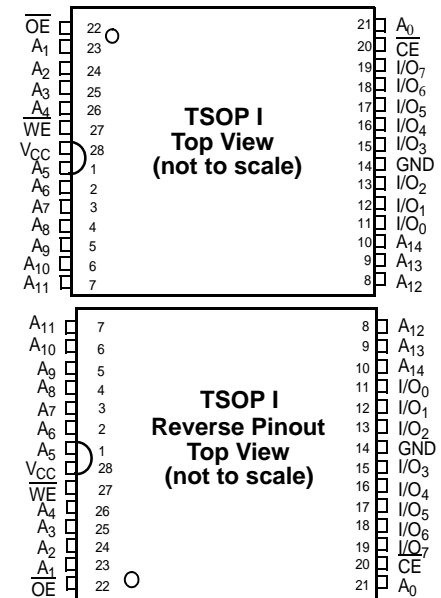 OE 22 21 A0
A1 23 20 CE
A2 24 19 I/O7
A3 25 18 I/O6
A4 26 17 I/O5
WE 27 16 I/O4
VCC 28 15 I/O3
A5 1 14 GND
A6 2 13 I/O2
A7 3 12 I/O1
A8 4 11 I/O0
A9 5 10 A14
A10 6 9 A13
A11 7 8 A12
TSOP I
Top View
(not to scale)
A11 7 8 A12
A10 6 9 A13
A9 5 10 A14
A8 4 11 I/O0
A7 3 12 I/O1
A6 2 13 I/O2
A5 1 14 GND
VCC 28 15 I/O3
WE 27 16 I/O4
A4 26 17 I/O5
A3 25 18 I/O6
A2 24 19 I/O7
A1 23 20 CE
OE 22 21 A0
TSOP I
Reverse Pinout
Top View
(not to scale)